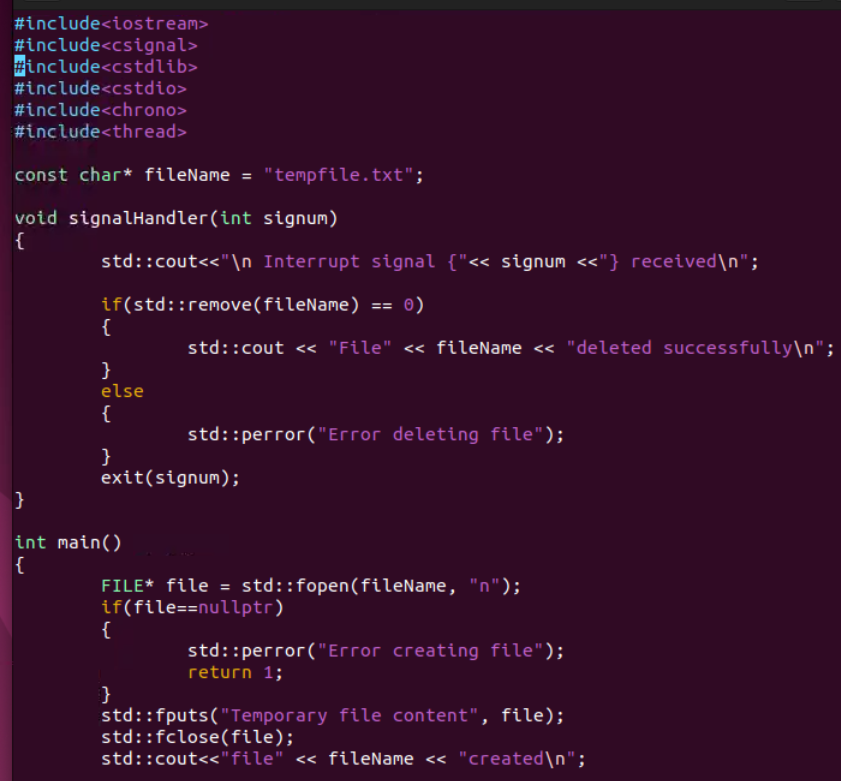 #include<iostream>
#include<csignal>
#include<cstdlib>
#include<cstdio>
#include<chrono>
#include<thread>

const char* fileName = "tempfile.txt";

void signalHandler(int signum)
{
        std::cout<<"\n Interrupt signal {"<< signum <<"} received\n";

        if(std::remove(fileName) == 0)
        {
                std::cout << "File" << fileName << "deleted successfully\n";
        }
        else
        {
                std::perror("Error deleting file");
        }
        exit(signum);
}

int main()
{
        FILE* file = std::fopen(fileName, "n");
        if(file==nullptr)
        {
                std::perror("Error creating file");
                return 1;
        }
        std::fputs("Temporary file content", file);
        std::fclose(file);
        std::cout<<"file" << fileName << "created\n";